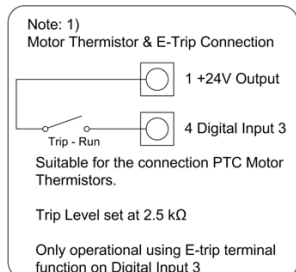 Note: 1)
Motor Thermistor & E-Trip Connection
1 +24V Output
4 Digital Input 3
Trip - Run
Suitable for the connection PTC Motor
Thermistors.
Trip Level set at 2.5 kΩ
Only operational using E-trip terminal
function on Digital Input 3